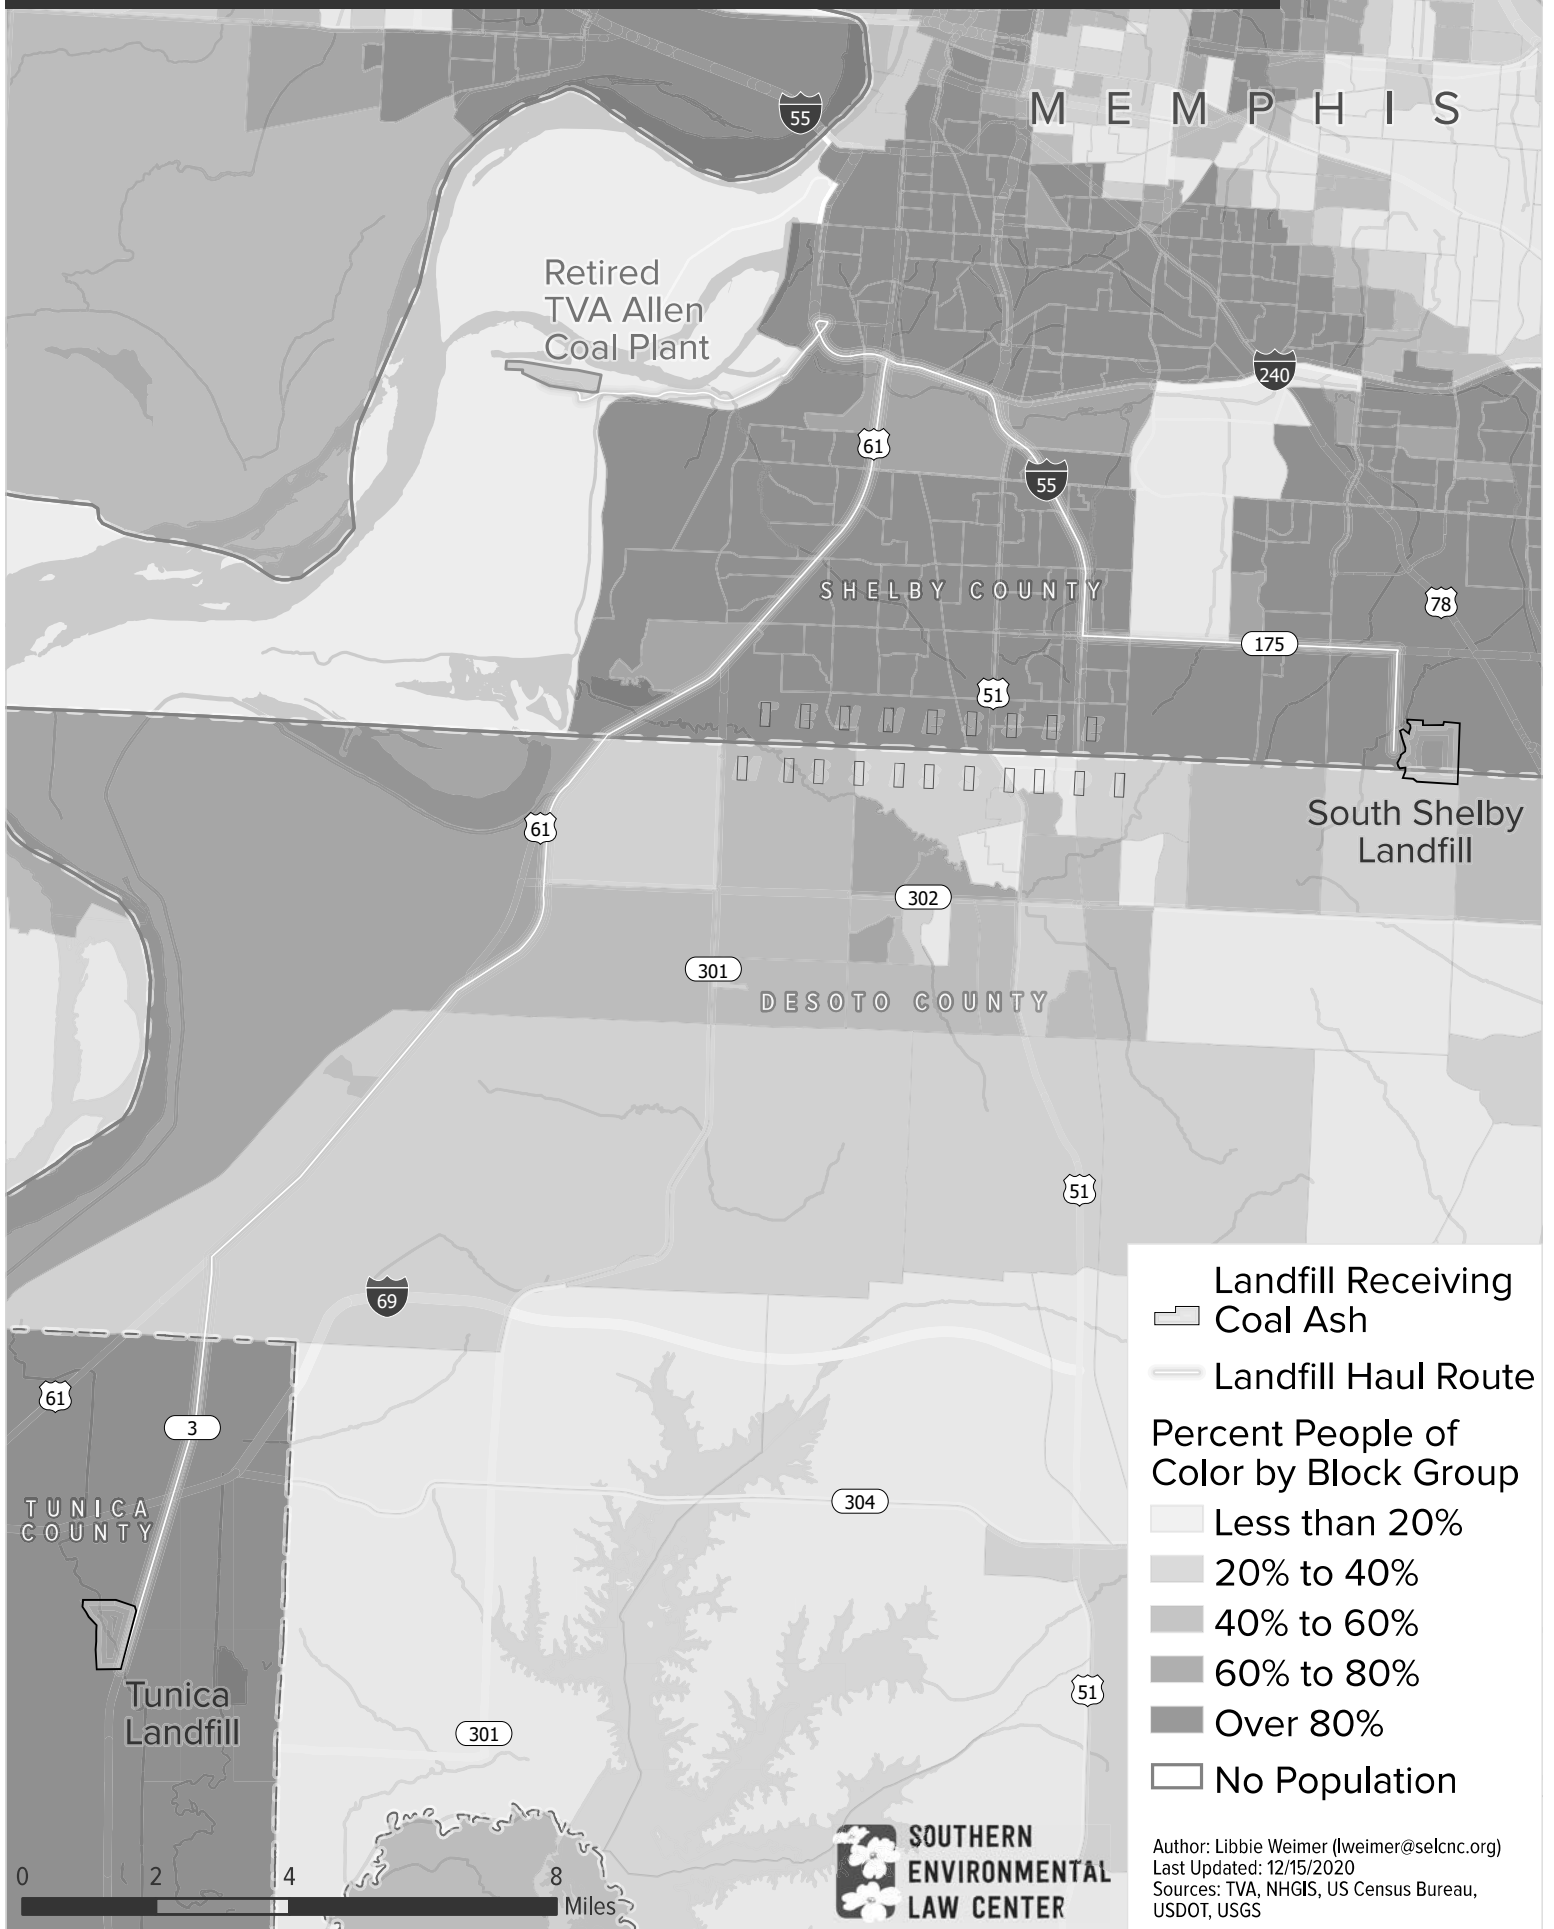 55
M E M P H I S
Retired
TVA Allen
Coal Plant
240
61
55
SHELBY COUNTY
78
175
51
South Shelby
Landfill
61
302
301
DESOTO COUNTY
51
69
61
3
304
TUNICA
COUNTY
Tunica
Landfill
301
51
Landfill Receiving
Coal Ash
Landfill Haul Route
Percent People of
Color by Block Group
Less than 20%
20% to 40%
40% to 60%
60% to 80%
Over 80%
No Population
Author: Libbie Weimer (lweimer@selcnc.org)
Last Updated: 12/15/2020
Sources: TVA, NHGIS, US Census Bureau,
USDOT, USGS
SOUTHERN
ENVIRONMENTAL
LAW CENTER
0 2 4 8
Miles